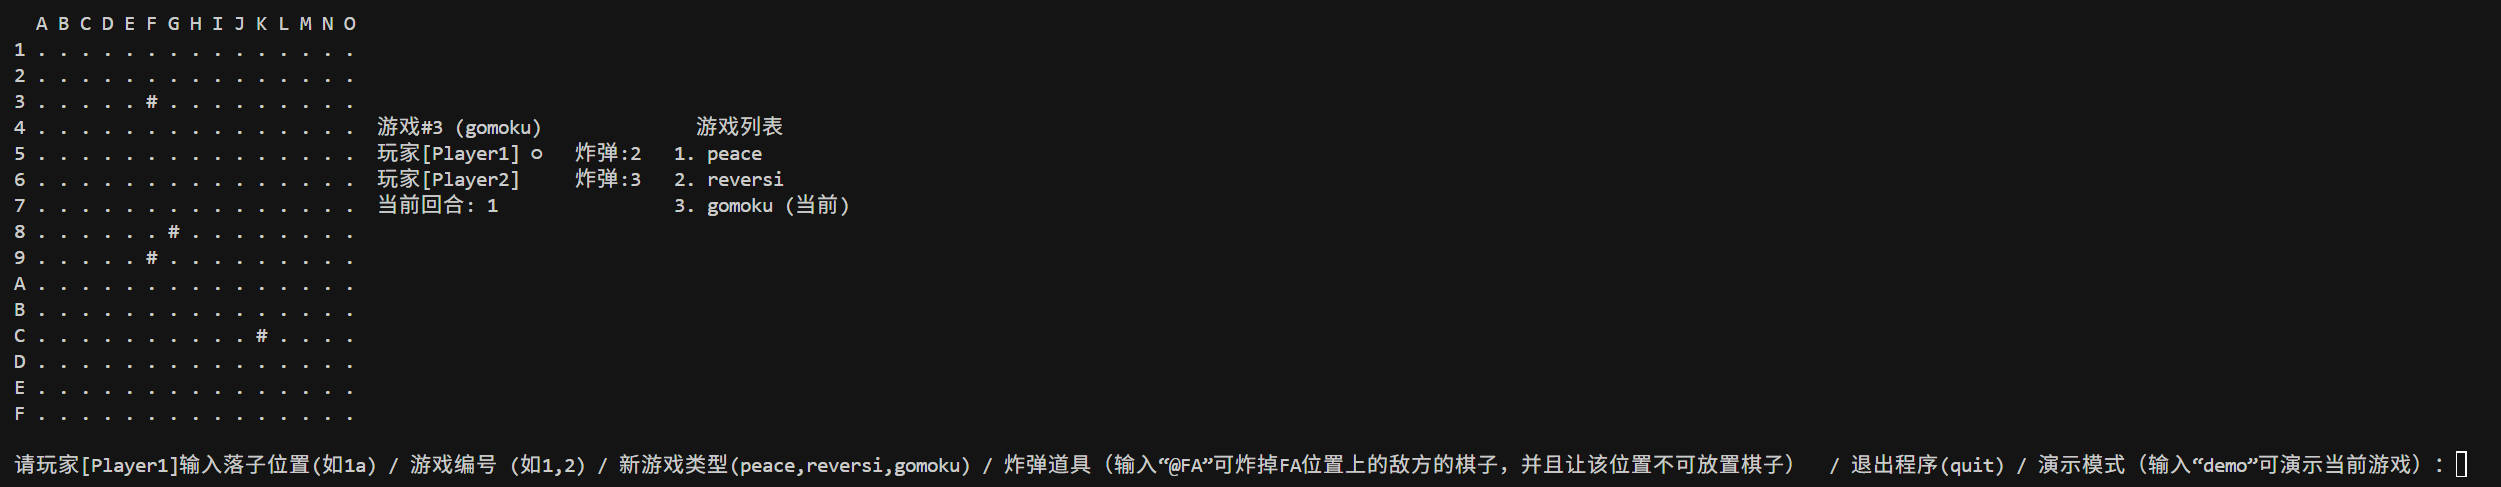 A B C D E F G H I J K L M N O
1 . . . . . . . . . . . . . . .
2 . . . . . . . . . . . . . . .
3 . . . . . # . . . . . . . . .
4 . . . . . . . . . . . . . . .  游戏#3 (gomoku)              游戏列表
5 . . . . . . . . . . . . . . .  玩家[Player1] ○   炸弹:2   1. peace
6 . . . . . . . . . . . . . . .  玩家[Player2]     炸弹:3   2. reversi
7 . . . . . . . . . . . . . . .  当前回合: 1                3. gomoku (当前)
8 . . . . . . # . . . . . . . .
9 . . . . . # . . . . . . . . .
A . . . . . . . . . . . . . . .
B . . . . . . . . . . . . . . .
C . . . . . . . . . . # . . . .
D . . . . . . . . . . . . . . .
E . . . . . . . . . . . . . . .
F . . . . . . . . . . . . . . .
请玩家[Player1]输入落子位置(如1a) / 游戏编号 (如1,2) / 新游戏类型(peace,reversi,gomoku) / 炸弹道具（输入“@FA”可炸掉FA位置上的敌方的棋子，并且让该位置不可放置棋子）  / 退出程序(quit) / 演示模式（输入“demo”可演示当前游戏）: